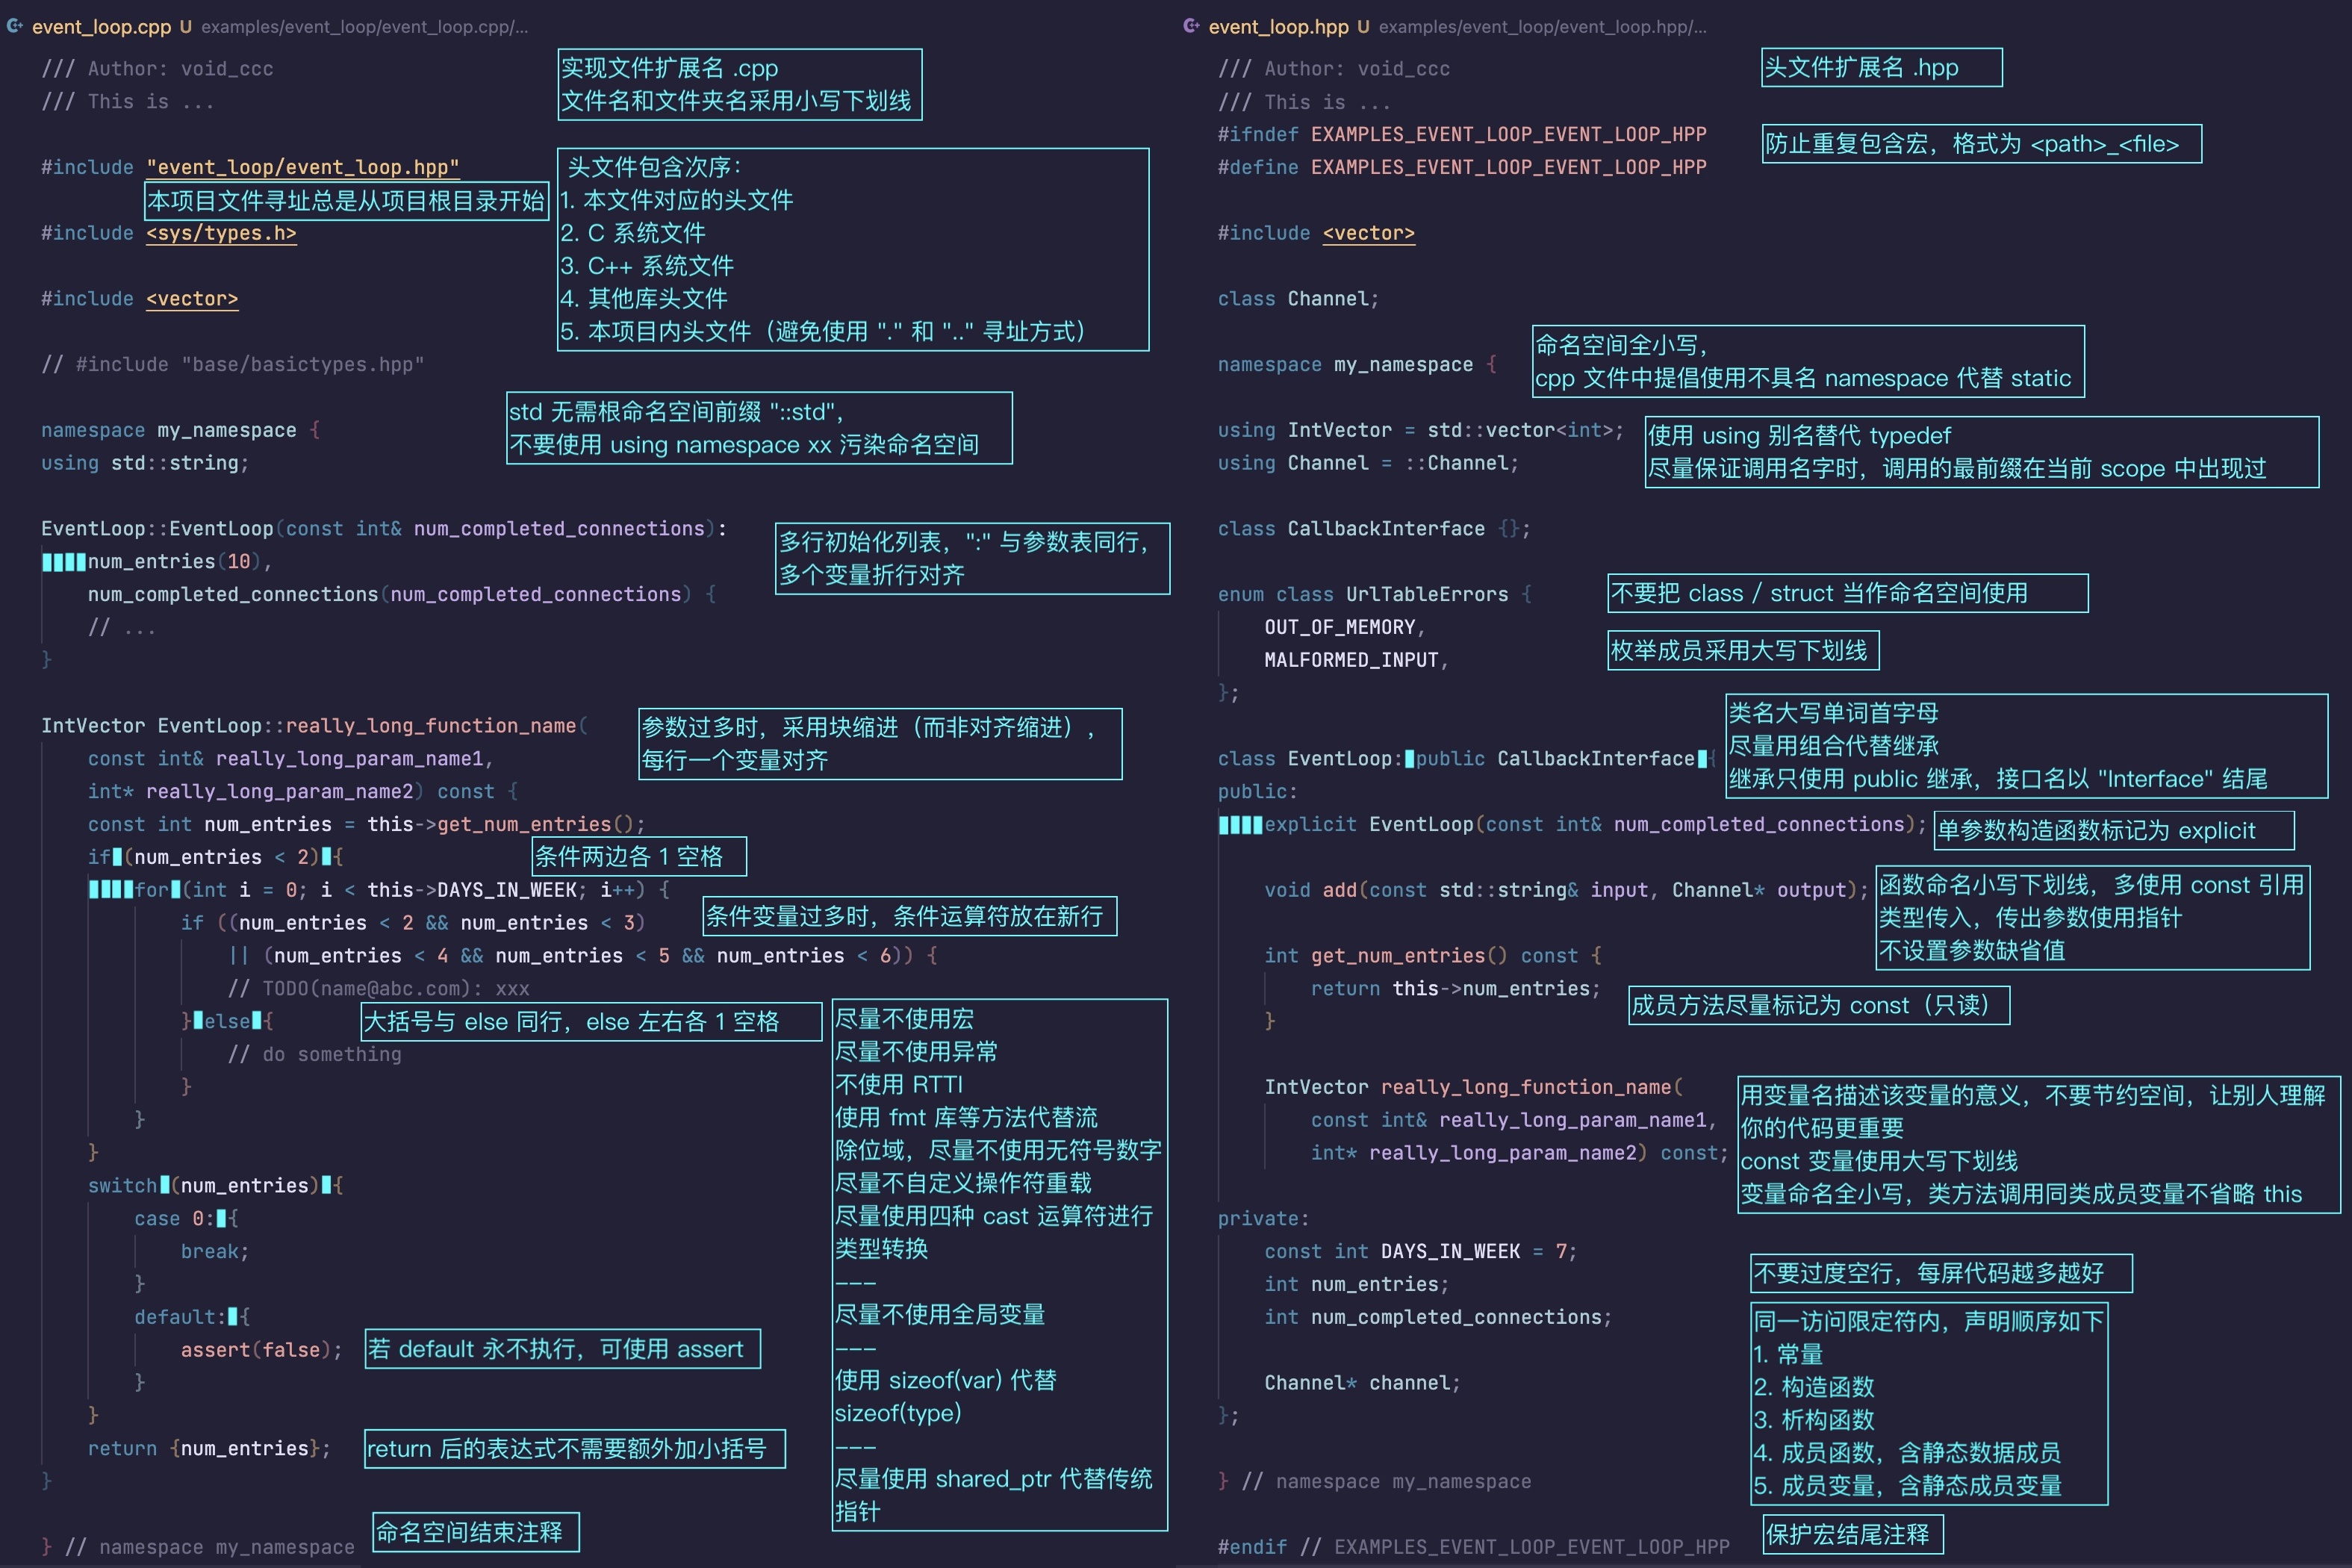 event_loop.cpp U examples/event_loop/event_loop.cpp/...
/// Author: void_ccc
/// This is ...
实现文件扩展名 .cpp
文件名和文件夹名采用小写下划线
#include "event_loop/event_loop.hpp"
本项目文件寻址总是从项目根目录开始
#include <sys/types.h>
#include <vector>
头文件包含次序：
1. 本文件对应的头文件
2. C 系统文件
3. C++ 系统文件
4. 其他库头文件
5. 本项目内头文件（避免使用 "." 和 ".." 寻址方式）
// #include "base/basictypes.hpp"
namespace my_namespace {
using std::string;
std 无需根命名空间前缀 "::std"，
不要使用 using namespace xx 污染命名空间
EventLoop::EventLoop(const int& num_completed_connections):
num_entries(10),
num_completed_connections(num_completed_connections) {
// ...
}
多行初始化列表，":" 与参数表同行，
多个变量折行对齐
IntVector EventLoop::really_long_function_name(
const int& really_long_param_name1,
int* really_long_param_name2) const {
参数过多时，采用块缩进（而非对齐缩进），
每行一个变量对齐
const int num_entries = this->get_num_entries();
if (num_entries < 2) {
条件两边各 1 空格
for (int i = 0; i < this->DAYS_IN_WEEK; i++) {
if ((num_entries < 2 && num_entries < 3)
条件变量过多时，条件运算符放在新行
|| (num_entries < 4 && num_entries < 5 && num_entries < 6)) {
// TODO(name@abc.com): xxx
} else {
大括号与 else 同行，else 左右各 1 空格
// do something
}
}
}
switch (num_entries) {
case 0: {
break;
}
default: {
assert(false);
若 default 永不执行，可使用 assert
}
}
return {num_entries};
return 后的表达式不需要额外加小括号
}
} // namespace my_namespace
命名空间结束注释
尽量不使用宏
尽量不使用异常
不使用 RTTI
使用 fmt 库等方法代替流
除位域，尽量不使用无符号数字
尽量不自定义操作符重载
尽量使用四种 cast 运算符进行
类型转换
---
尽量不使用全局变量
---
使用 sizeof(var) 代替
sizeof(type)
---
尽量使用 shared_ptr 代替传统
指针
event_loop.hpp U examples/event_loop/event_loop.hpp/...
/// Author: void_ccc
/// This is ...
头文件扩展名 .hpp
#ifndef EXAMPLES_EVENT_LOOP_EVENT_LOOP_HPP
#define EXAMPLES_EVENT_LOOP_EVENT_LOOP_HPP
防止重复包含宏，格式为 <path>_<file>
#include <vector>
class Channel;
namespace my_namespace {
命名空间全小写，
cpp 文件中提倡使用不具名 namespace 代替 static
using IntVector = std::vector<int>;
using Channel = ::Channel;
使用 using 别名替代 typedef
尽量保证调用名字时，调用的最前缀在当前 scope 中出现过
class CallbackInterface {};
enum class UrlTableErrors {
不要把 class / struct 当作命名空间使用
OUT_OF_MEMORY,
MALFORMED_INPUT,
枚举成员采用大写下划线
};
类名大写单词首字母
尽量用组合代替继承
继承只使用 public 继承，接口名以 "Interface" 结尾
class EventLoop: public CallbackInterface {
public:
explicit EventLoop(const int& num_completed_connections);
单参数构造函数标记为 explicit
void add(const std::string& input, Channel* output);
函数命名小写下划线，多使用 const 引用
类型传入，传出参数使用指针
不设置参数缺省值
int get_num_entries() const {
return this->num_entries;
}
成员方法尽量标记为 const（只读）
IntVector really_long_function_name(
const int& really_long_param_name1,
int* really_long_param_name2) const;
用变量名描述该变量的意义，不要节约空间，让别人理解
你的代码更重要
const 变量使用大写下划线
变量命名全小写，类方法调用同类成员变量不省略 this
private:
const int DAYS_IN_WEEK = 7;
int num_entries;
int num_completed_connections;
不要过度空行，每屏代码越多越好
Channel* channel;
};
同一访问限定符内，声明顺序如下
1. 常量
2. 构造函数
3. 析构函数
4. 成员函数，含静态数据成员
5. 成员变量，含静态成员变量
} // namespace my_namespace
#endif // EXAMPLES_EVENT_LOOP_EVENT_LOOP_HPP
保护宏结尾注释